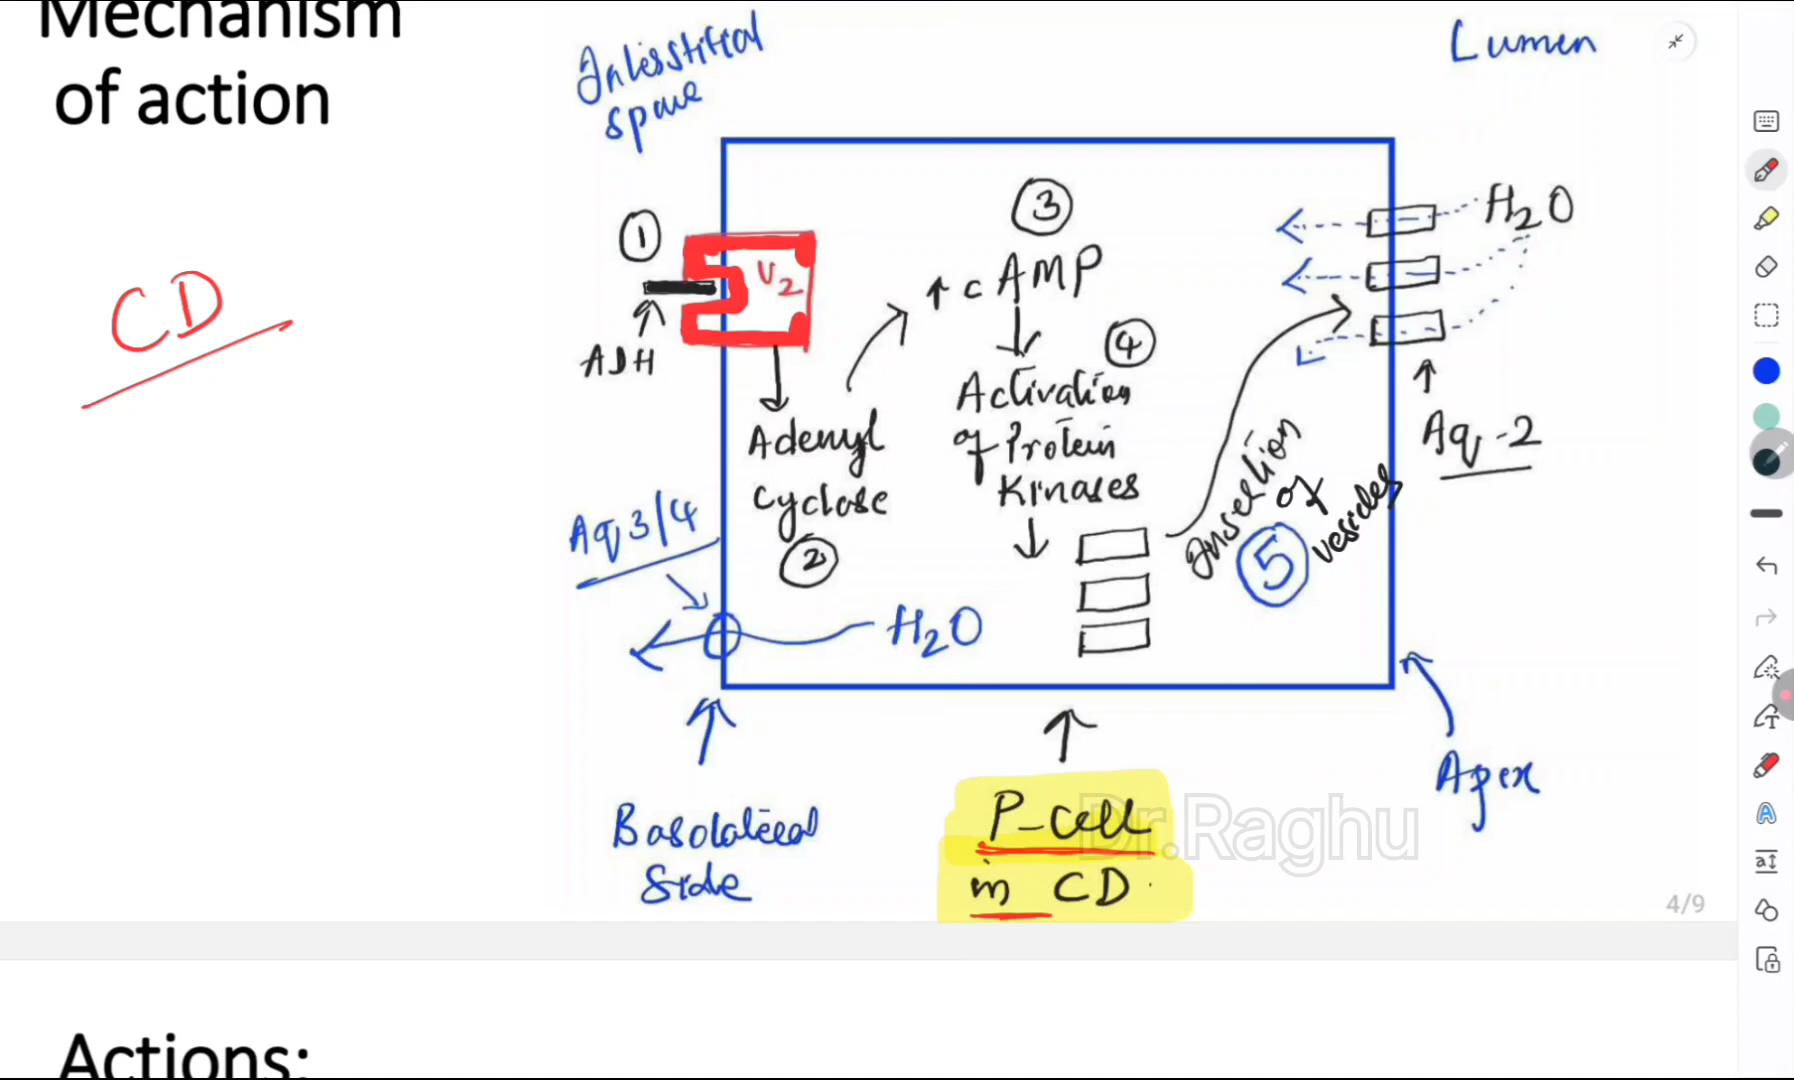 Mechanism
of action
Interstitial
space
Lumen
CD
1
ADH
V2
Adenyl
cyclase
2
3
↑ cAMP
4
Activation
of Protein
Kinases
Insertion
of
vesicles
5
H2O
Aq-2
Aq 3/4
H2O
Basolateral
Side
P-cell
in CD
Apex
Dr.Raghu
4/9
Actions: